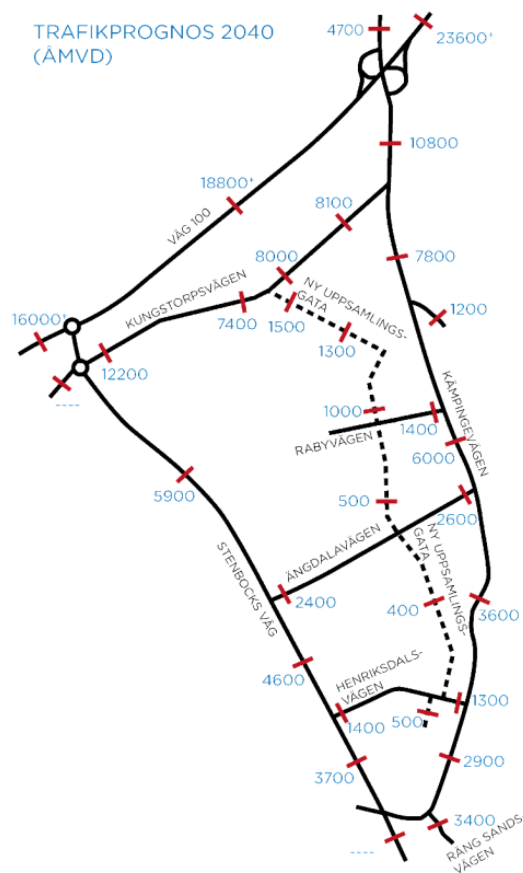 TRAFIKPROGNOS 2040
(ÅMVD)
4700
23600+
10800
18800+
8100
VÄG 100
8000
7800
NY UPPSAMLINGS-
GATA
1200
KUNGSTORPSVÄGEN
16000+
7400
1500
1300
12200
----
KÄMPINGEVÄGEN
1000
1400
RABYVÄGEN
6000
5900
2600
500
ÄNGDALAVÄGEN
NY UPPSAMLINGS-
GATA
STENBOCKS VÄG
2400
400
3600
4600
HENRIKSDALS-
VÄGEN
1300
1400
500
2900
3700
3400
RÄNG SANDS-
VÄGEN
----